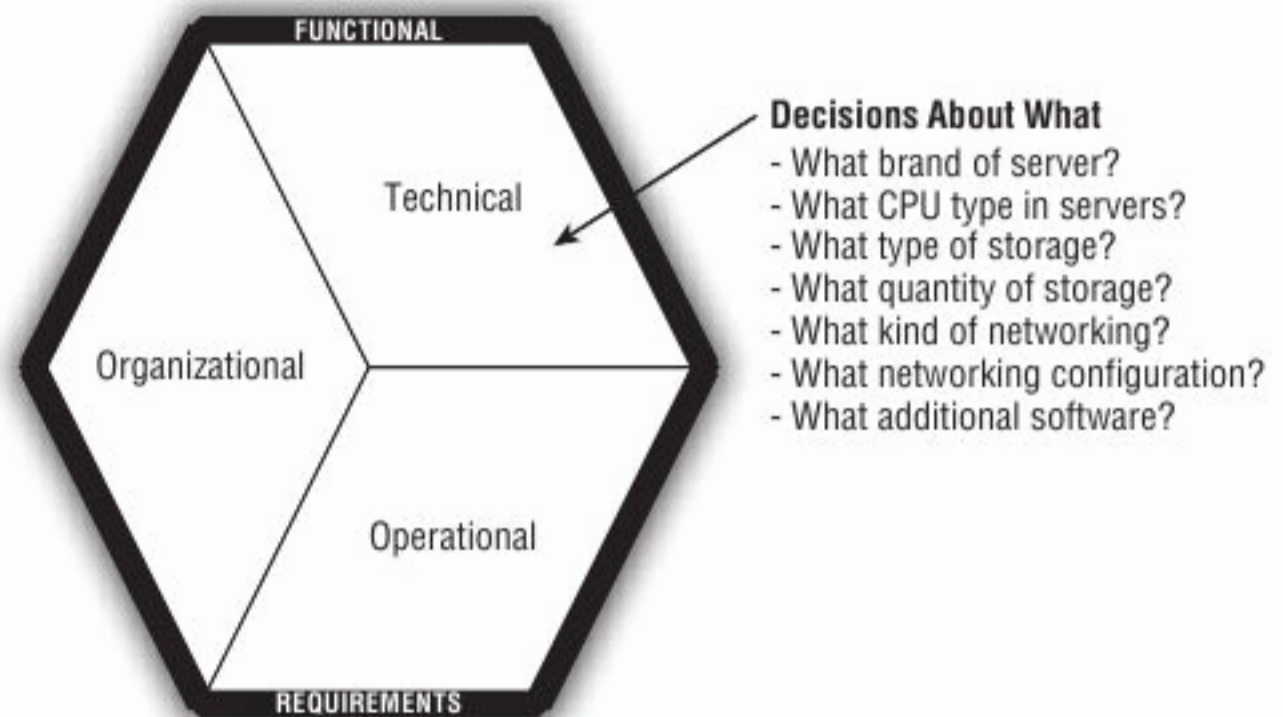 FUNCTIONAL
Decisions About What
- What brand of server?
- What CPU type in servers?
- What type of storage?
- What quantity of storage?
- What kind of networking?
- What networking configuration?
- What additional software?
Technical
Organizational
Operational
REQUIREMENTS